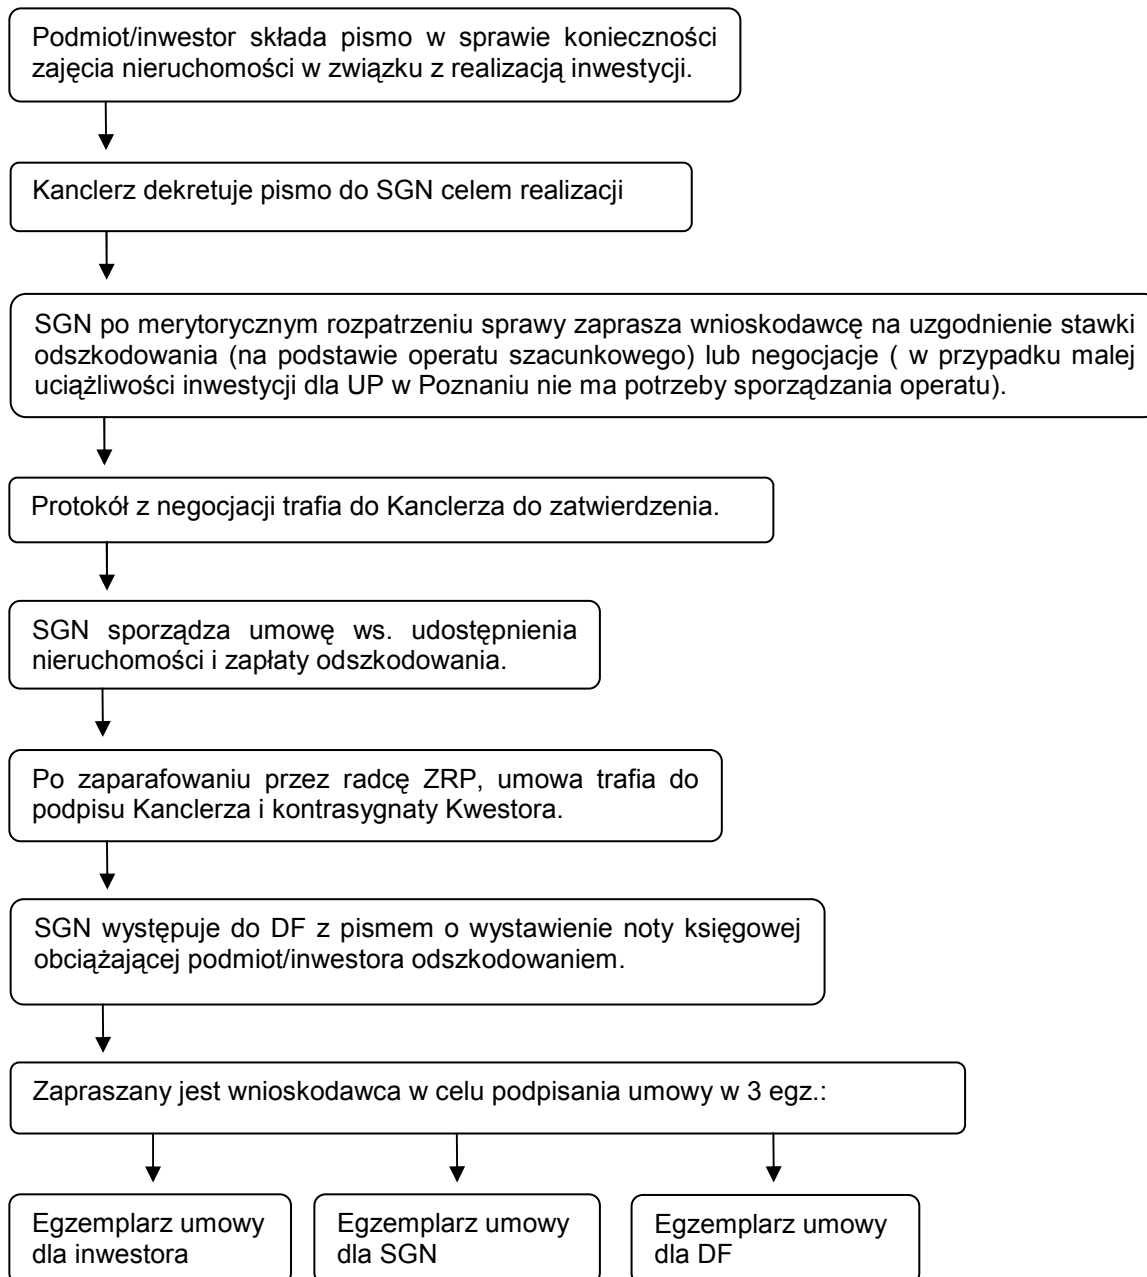 Podmiot/inwestor składa pismo w sprawie konieczności
zajęcia nieruchomości w związku z realizacją inwestycji.
Kanclerz dekretuje pismo do SGN celem realizacji
SGN po merytorycznym rozpatrzeniu sprawy zaprasza wnioskodawcę na uzgodnienie stawki
odszkodowania (na podstawie operatu szacunkowego) lub negocjacje ( w przypadku malej
uciążliwości inwestycji dla UP w Poznaniu nie ma potrzeby sporządzania operatu).
Protokół z negocjacji trafia do Kanclerza do zatwierdzenia.
SGN sporządza umowę ws. udostępnienia
nieruchomości i zapłaty odszkodowania.
Po zaparafowaniu przez radcę ZRP, umowa trafia do
podpisu Kanclerza i kontrasygnaty Kwestora.
SGN występuje do DF z pismem o wystawienie noty księgowej
obciążającej podmiot/inwestora odszkodowaniem.
Zapraszany jest wnioskodawca w celu podpisania umowy w 3 egz.:
Egzemplarz umowy
dla inwestora
Egzemplarz umowy
dla SGN
Egzemplarz umowy
dla DF